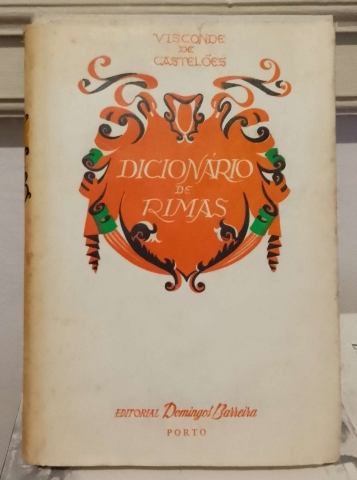 VISCONDE
DE
CASTELÕES
DICIONÁRIO
DE
RIMAS
EDITORIAL Domingos Barreira
PORTO